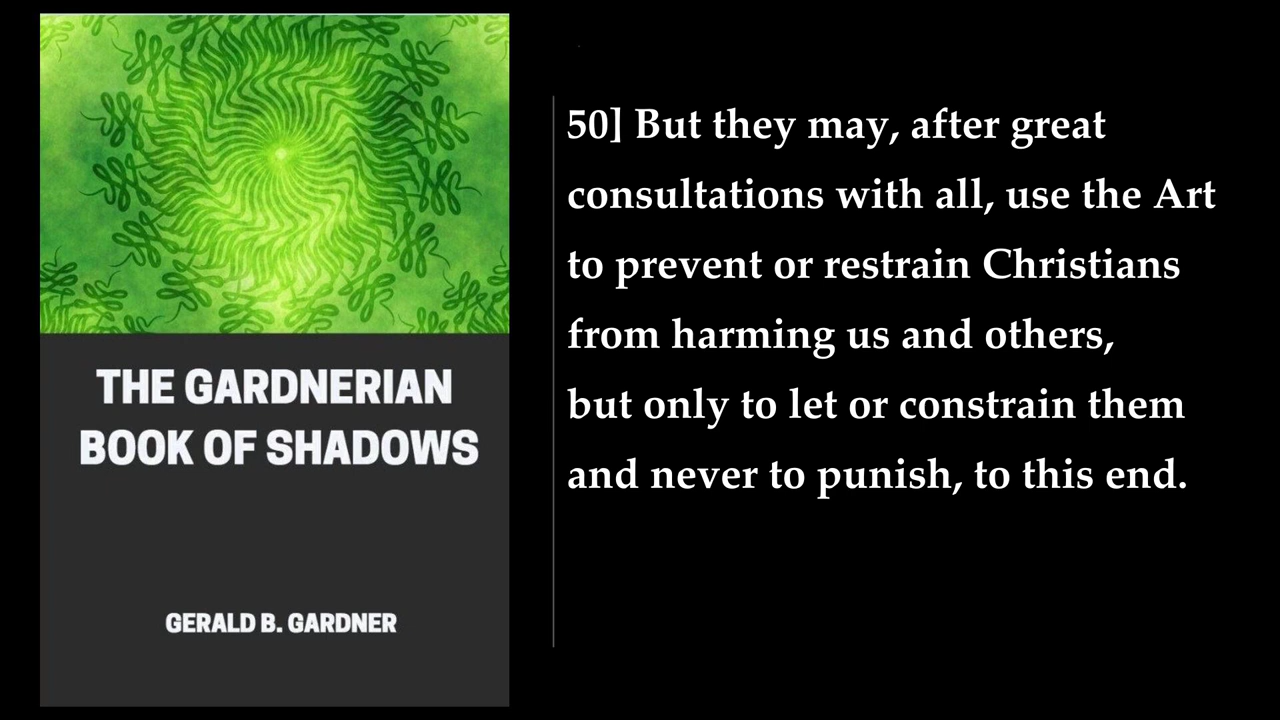 THE GARDNERIAN
BOOK OF SHADOWS
GERALD B. GARDNER
50] But they may, after great
consultations with all, use the Art
to prevent or restrain Christians
from harming us and others,
but only to let or constrain them
and never to punish, to this end.